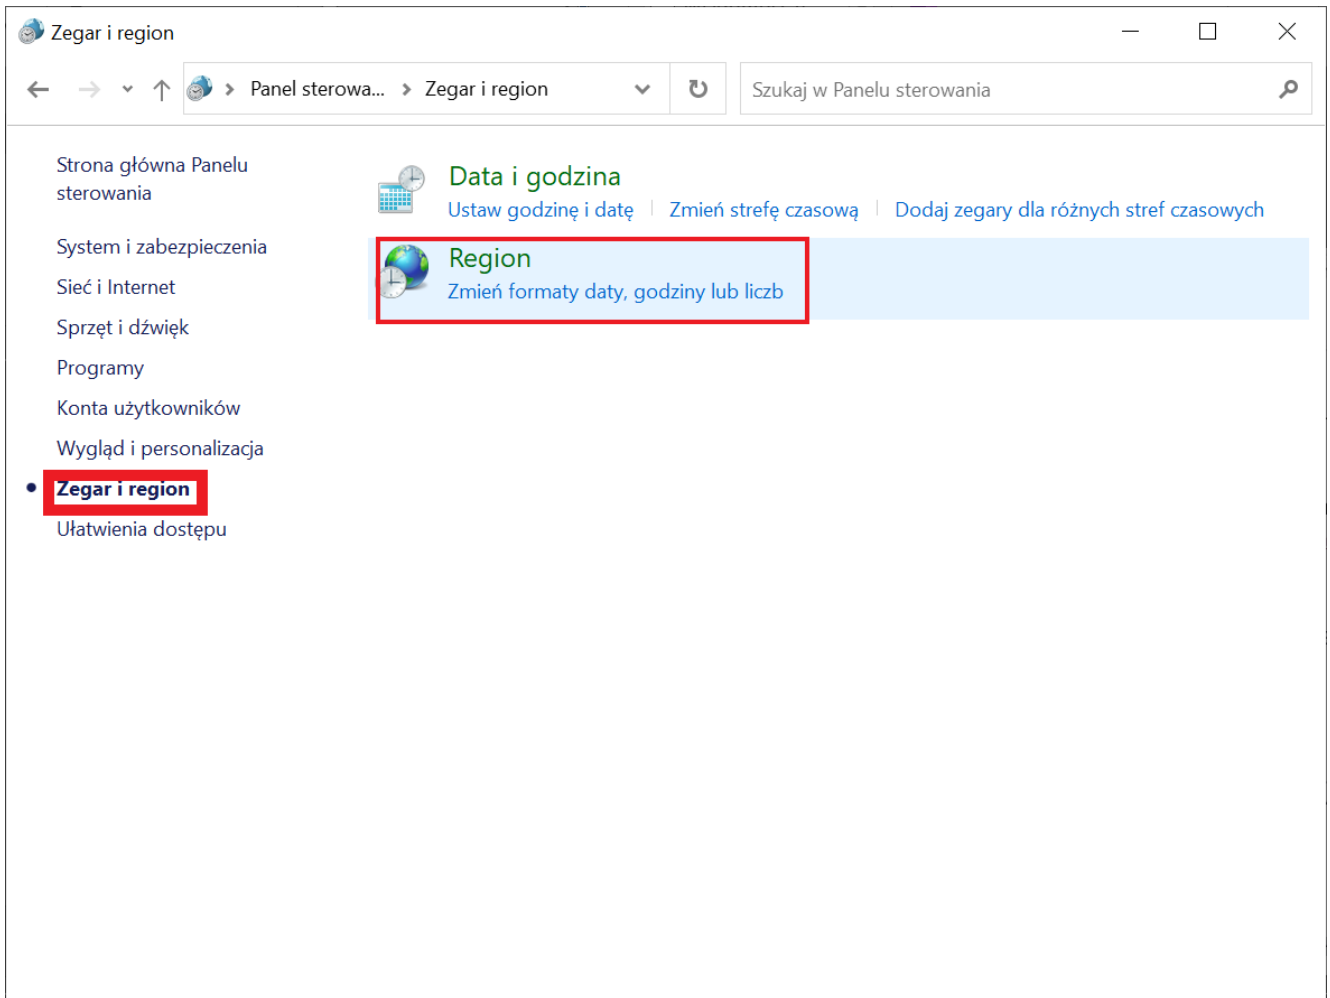 Zegar i region
Panel sterowa... > Zegar i region
Szukaj w Panelu sterowania
Strona główna Panelu
sterowania
System i zabezpieczenia
Sieć i Internet
Sprzęt i dźwięk
Programy
Konta użytkowników
Wygląd i personalizacja
Zegar i region
Ułatwienia dostępu
Data i godzina
Ustaw godzinę i datę | Zmień strefę czasową | Dodaj zegary dla różnych stref czasowych
Region
Zmień formaty daty, godziny lub liczb